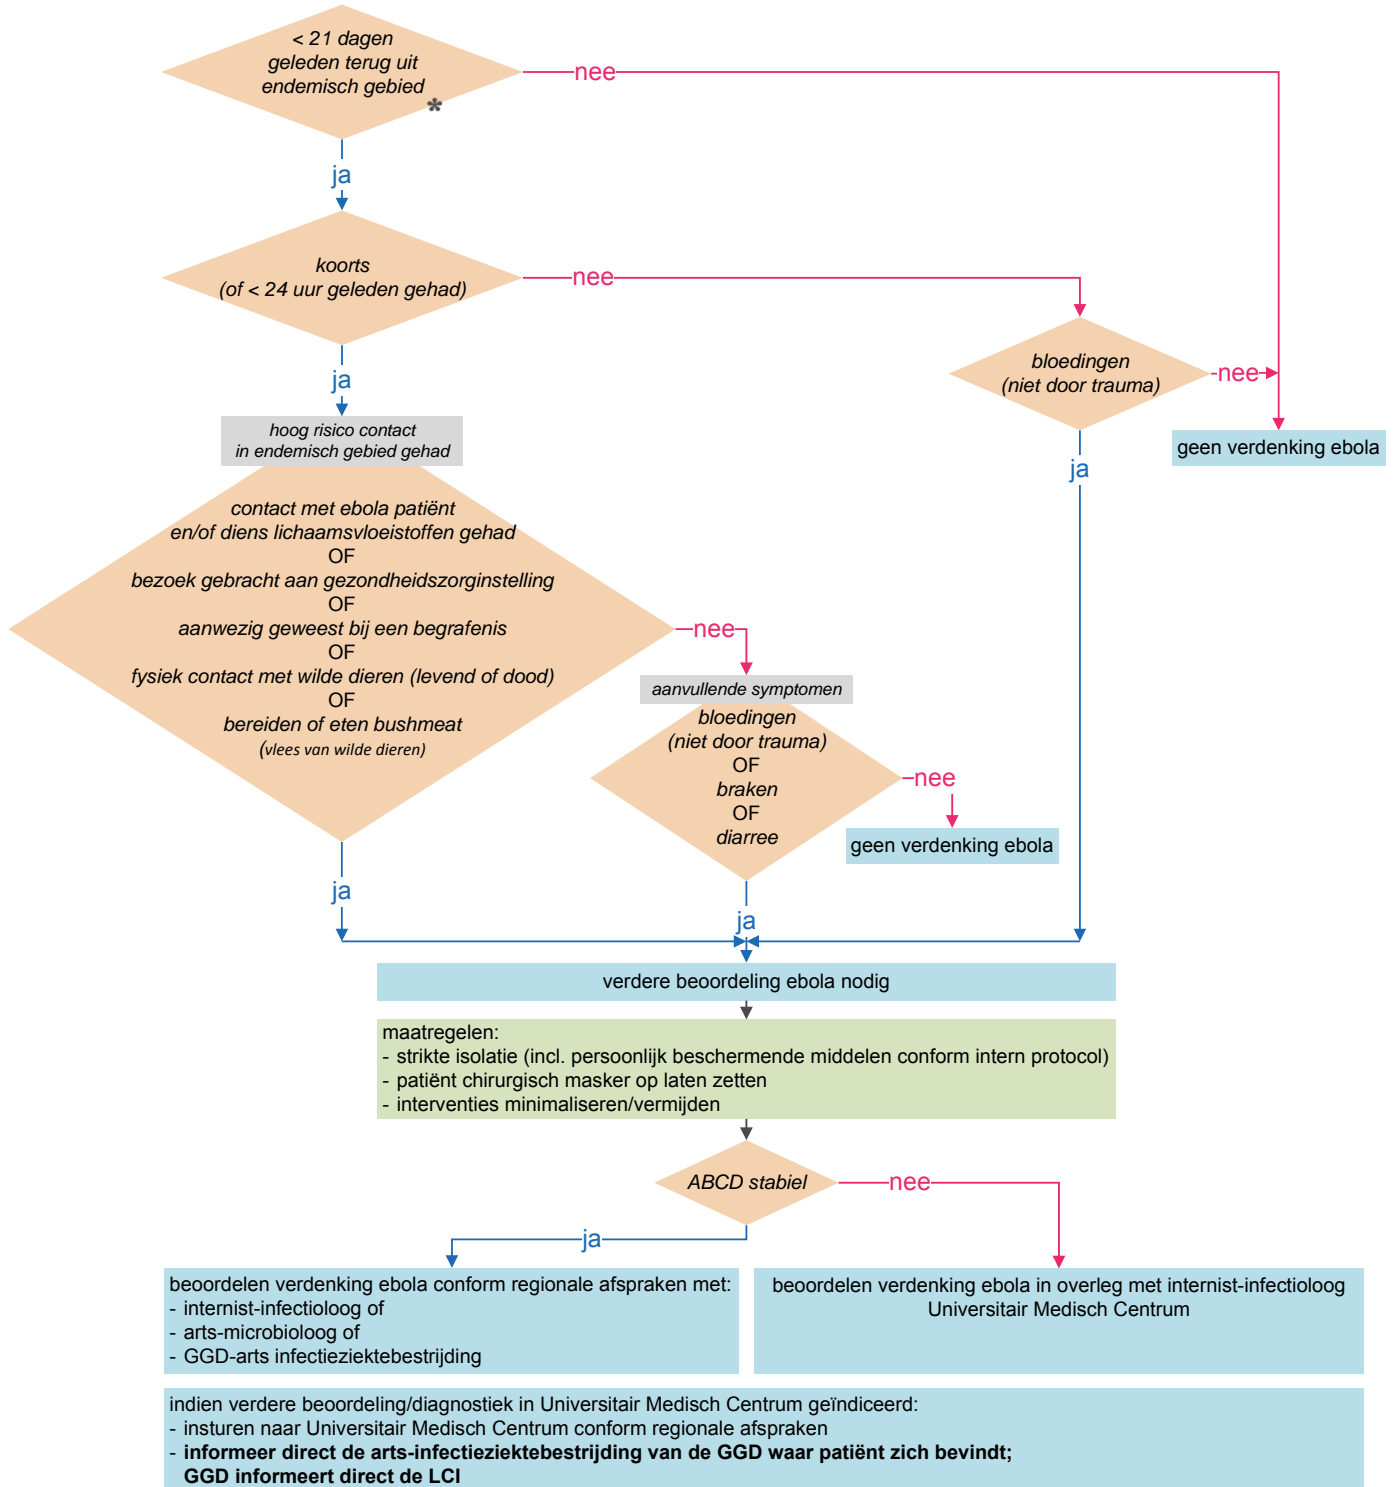 < 21 dagen
geleden terug uit
endemisch gebied
*
nee
ja
koorts
(of < 24 uur geleden gehad)
nee
ja
bloedingen
(niet door trauma)
nee
geen verdenking ebola
ja
hoog risico contact
in endemisch gebied gehad
contact met ebola patiënt
en/of diens lichaamsvloeistoffen gehad
OF
bezoek gebracht aan gezondheidszorginstelling
OF
aanwezig geweest bij een begrafenis
OF
fysiek contact met wilde dieren (levend of dood)
OF
bereiden of eten bushmeat
(vlees van wilde dieren)
nee
aanvullende symptomen
bloedingen
(niet door trauma)
OF
braken
OF
diarree
nee
geen verdenking ebola
ja
ja
verdere beoordeling ebola nodig
maatregelen:
- strikte isolatie (incl. persoonlijk beschermende middelen conform intern protocol)
- patiënt chirurgisch masker op laten zetten
- interventies minimaliseren/vermijden
ABCD stabiel
nee
ja
beoordelen verdenking ebola conform regionale afspraken met:
- internist-infectioloog of
- arts-microbioloog of
- GGD-arts infectieziektebestrijding
beoordelen verdenking ebola in overleg met internist-infectioloog
Universitair Medisch Centrum
indien verdere beoordeling/diagnostiek in Universitair Medisch Centrum geïndiceerd:
- insturen naar Universitair Medisch Centrum conform regionale afspraken
- informeer direct de arts-infectieziektebestrijding van de GGD waar patiënt zich bevindt;
GGD informeert direct de LCI